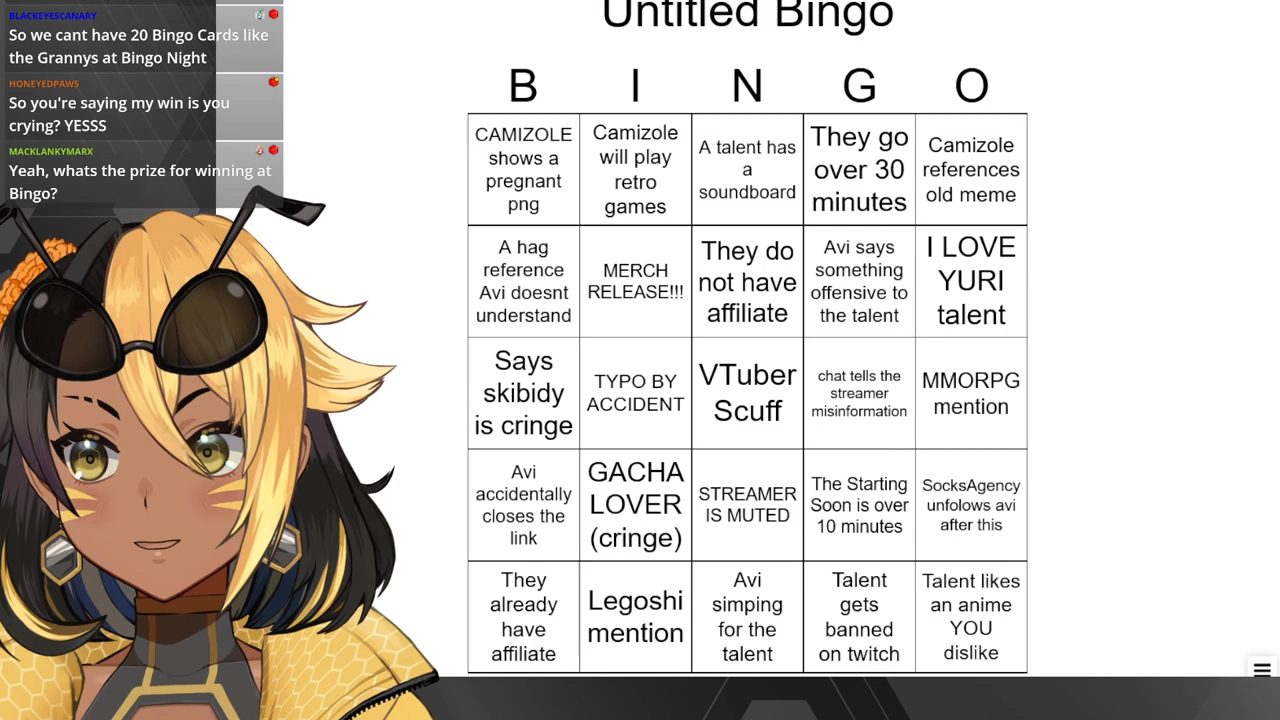 BLACKEYESCANARY
So we cant have 20 Bingo Cards like
the Grannys at Bingo Night
HONEYEDPAWS
So you're saying my win is you
crying? YESSS
MACKLANKYMARX
Yeah, whats the prize for winning at
Bingo?
Untitled Bingo
B I N G O
CAMIZOLE
shows a
pregnant
png
Camizole
will play
retro
games
A talent has
a
soundboard
They go
over 30
minutes
Camizole
references
old meme
A hag
reference
Avi doesnt
understand
MERCH
RELEASE!!!
They do
not have
affiliate
Avi says
something
offensive to
the talent
I LOVE
YURI
talent
Says
skibidy
is cringe
TYPO BY
ACCIDENT
VTuber
Scuff
chat tells the
streamer
misinformation
MMORPG
mention
Avi
accidentally
closes the
link
GACHA
LOVER
(cringe)
STREAMER
IS MUTED
The Starting
Soon is over
10 minutes
SocksAgency
unfolows avi
after this
They
already
have
affiliate
Legoshi
mention
Avi
simping
for the
talent
Talent
gets
banned
on twitch
Talent likes
an anime
YOU
dislike